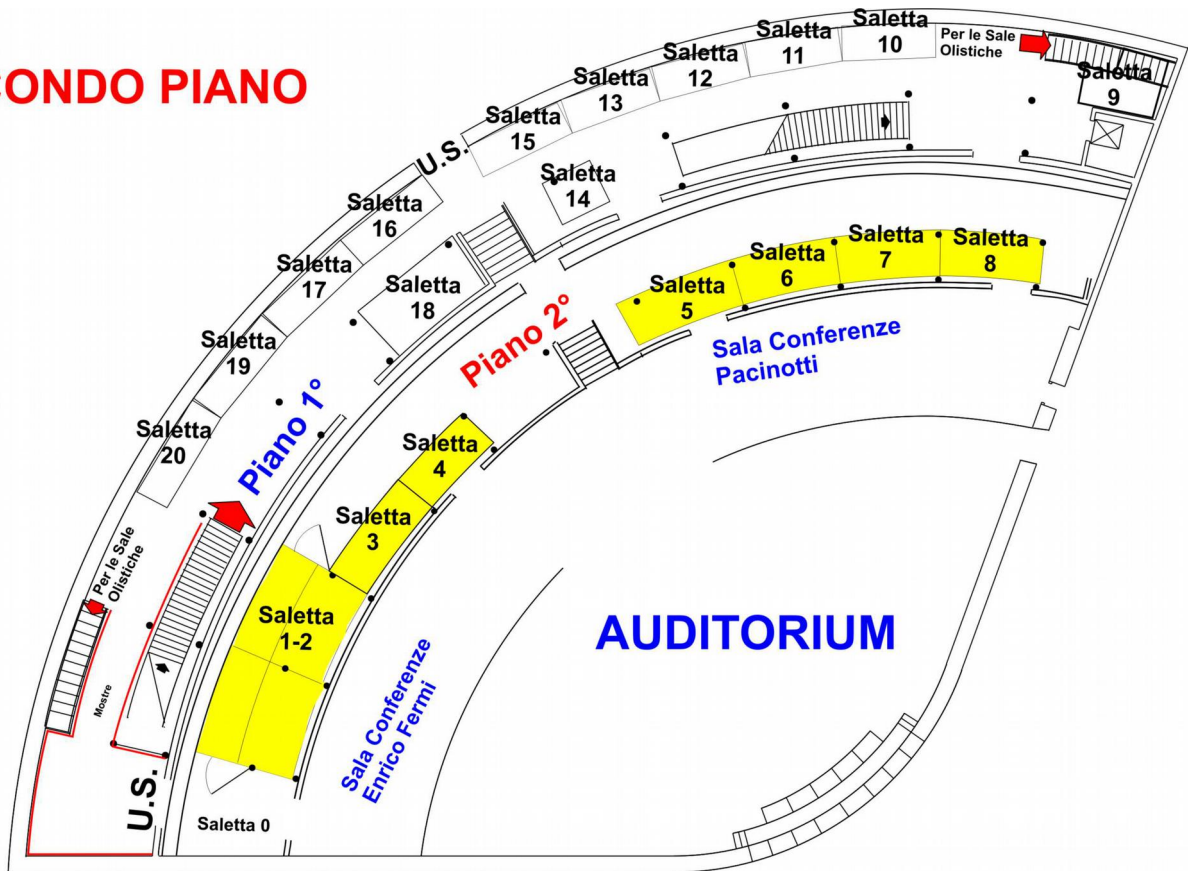 CONDO PIANO
Saletta
10
Saletta
11
Saletta
12
Saletta
13
Saletta
15
Per le Sale
Olistiche
Saletta
9
U.S.
Saletta
14
Saletta
16
Saletta
17
Saletta
18
Saletta
19
Saletta
20
Piano 1°
Piano 2°
Saletta
5
Saletta
6
Saletta
7
Saletta
8
Sala Conferenze
Pacinotti
Saletta
4
Saletta
3
Saletta
1-2
Per le Sale
Olistiche
Mostre
U.S.
Saletta 0
Sala Conferenze
Enrico Fermi
AUDITORIUM